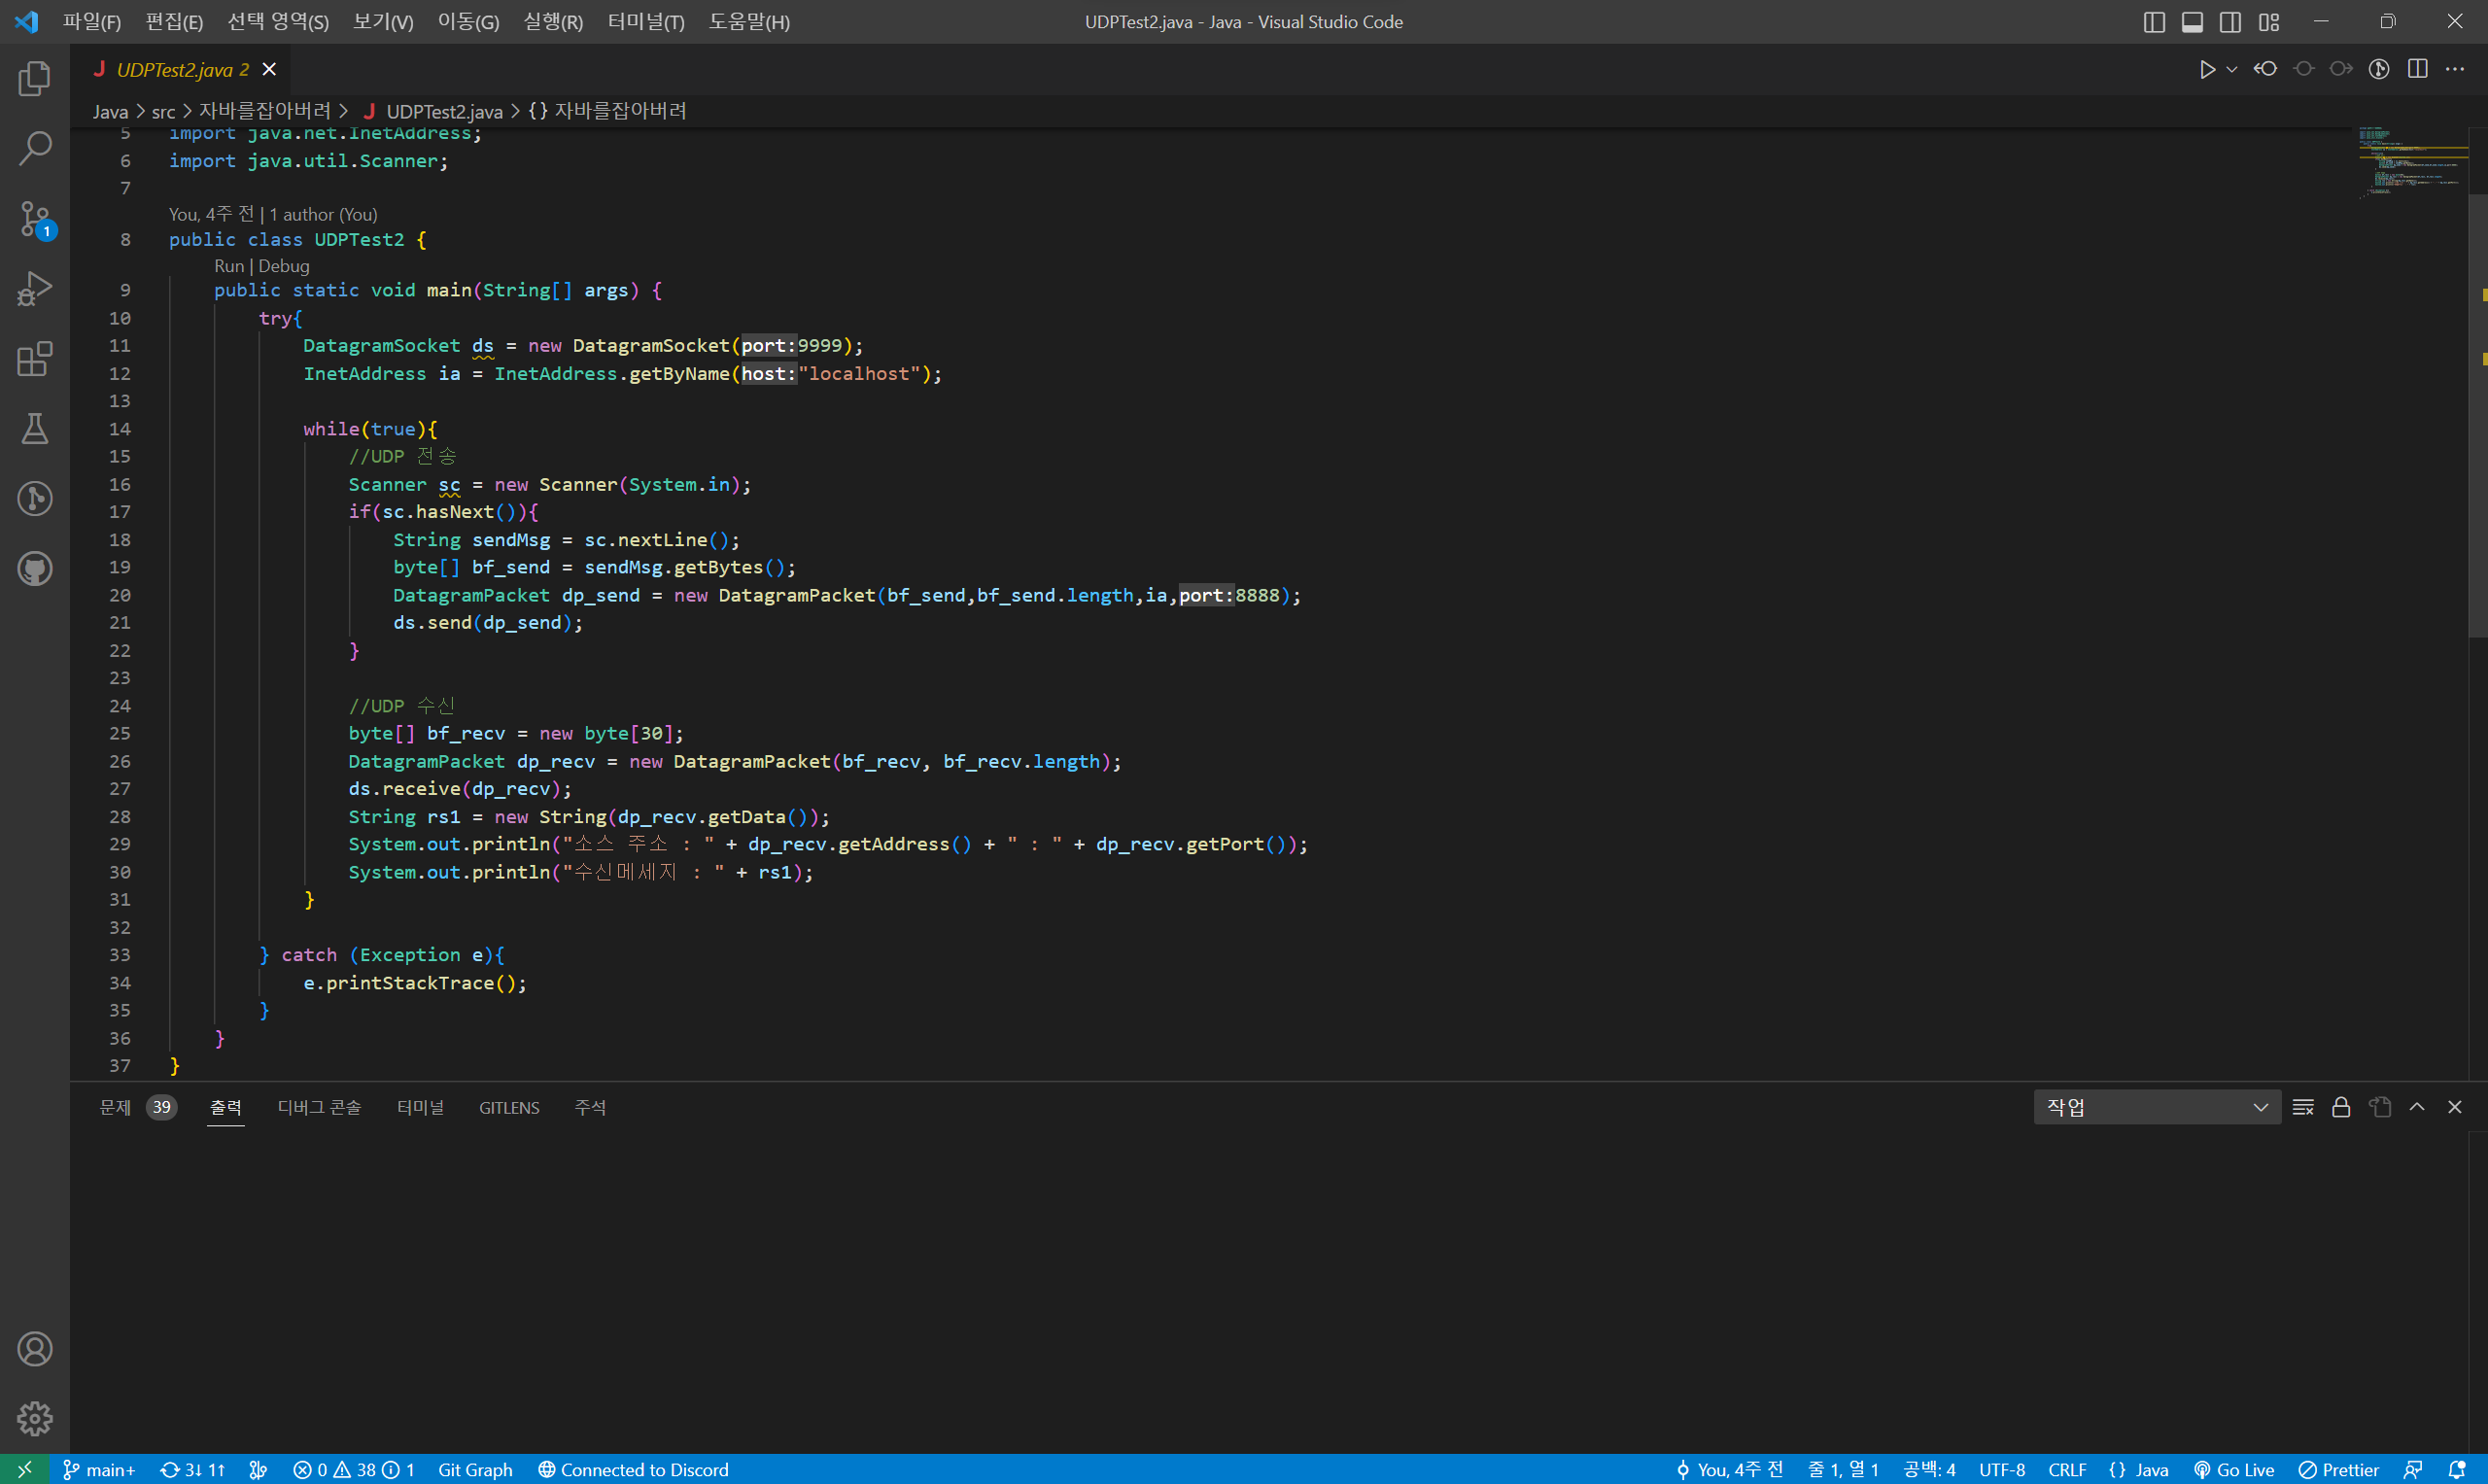 파일(F) 편집(E) 선택 영역(S) 보기(V) 이동(G) 실행(R) 터미널(T) 도움말(H) UDPTest2.java - Java - Visual Studio Code
J UDPTest2.java 2
Java > src > 자바를잡아버려 > J UDPTest2.java > {} 자바를잡아버려
5 import java.net.InetAddress;
6 import java.util.Scanner;
7
You, 4주 전 | 1 author (You)
8 public class UDPTest2 {
Run | Debug
9 public static void main(String[] args) {
10 try{
11 DatagramSocket ds = new DatagramSocket(port:9999);
12 InetAddress ia = InetAddress.getByName(host:"localhost");
13
14 while(true){
15 //UDP 전송
16 Scanner sc = new Scanner(System.in);
17 if(sc.hasNext()){
18 String sendMsg = sc.nextLine();
19 byte[] bf_send = sendMsg.getBytes();
20 DatagramPacket dp_send = new DatagramPacket(bf_send,bf_send.length,ia,port:8888);
21 ds.send(dp_send);
22 }
23
24 //UDP 수신
25 byte[] bf_recv = new byte[30];
26 DatagramPacket dp_recv = new DatagramPacket(bf_recv, bf_recv.length);
27 ds.receive(dp_recv);
28 String rs1 = new String(dp_recv.getData());
29 System.out.println("소스 주소 : " + dp_recv.getAddress() + " : " + dp_recv.getPort());
30 System.out.println("수신메세지 : " + rs1);
31 }
32
33 } catch (Exception e){
34 e.printStackTrace();
35 }
36 }
37 }
문제 39 출력 디버그 콘솔 터미널 GITLENS 주석 작업
1
main+ 3↓ 1↑ 0 38 1 Git Graph Connected to Discord You, 4주 전 줄 1, 열 1 공백: 4 UTF-8 CRLF {} Java Go Live Prettier